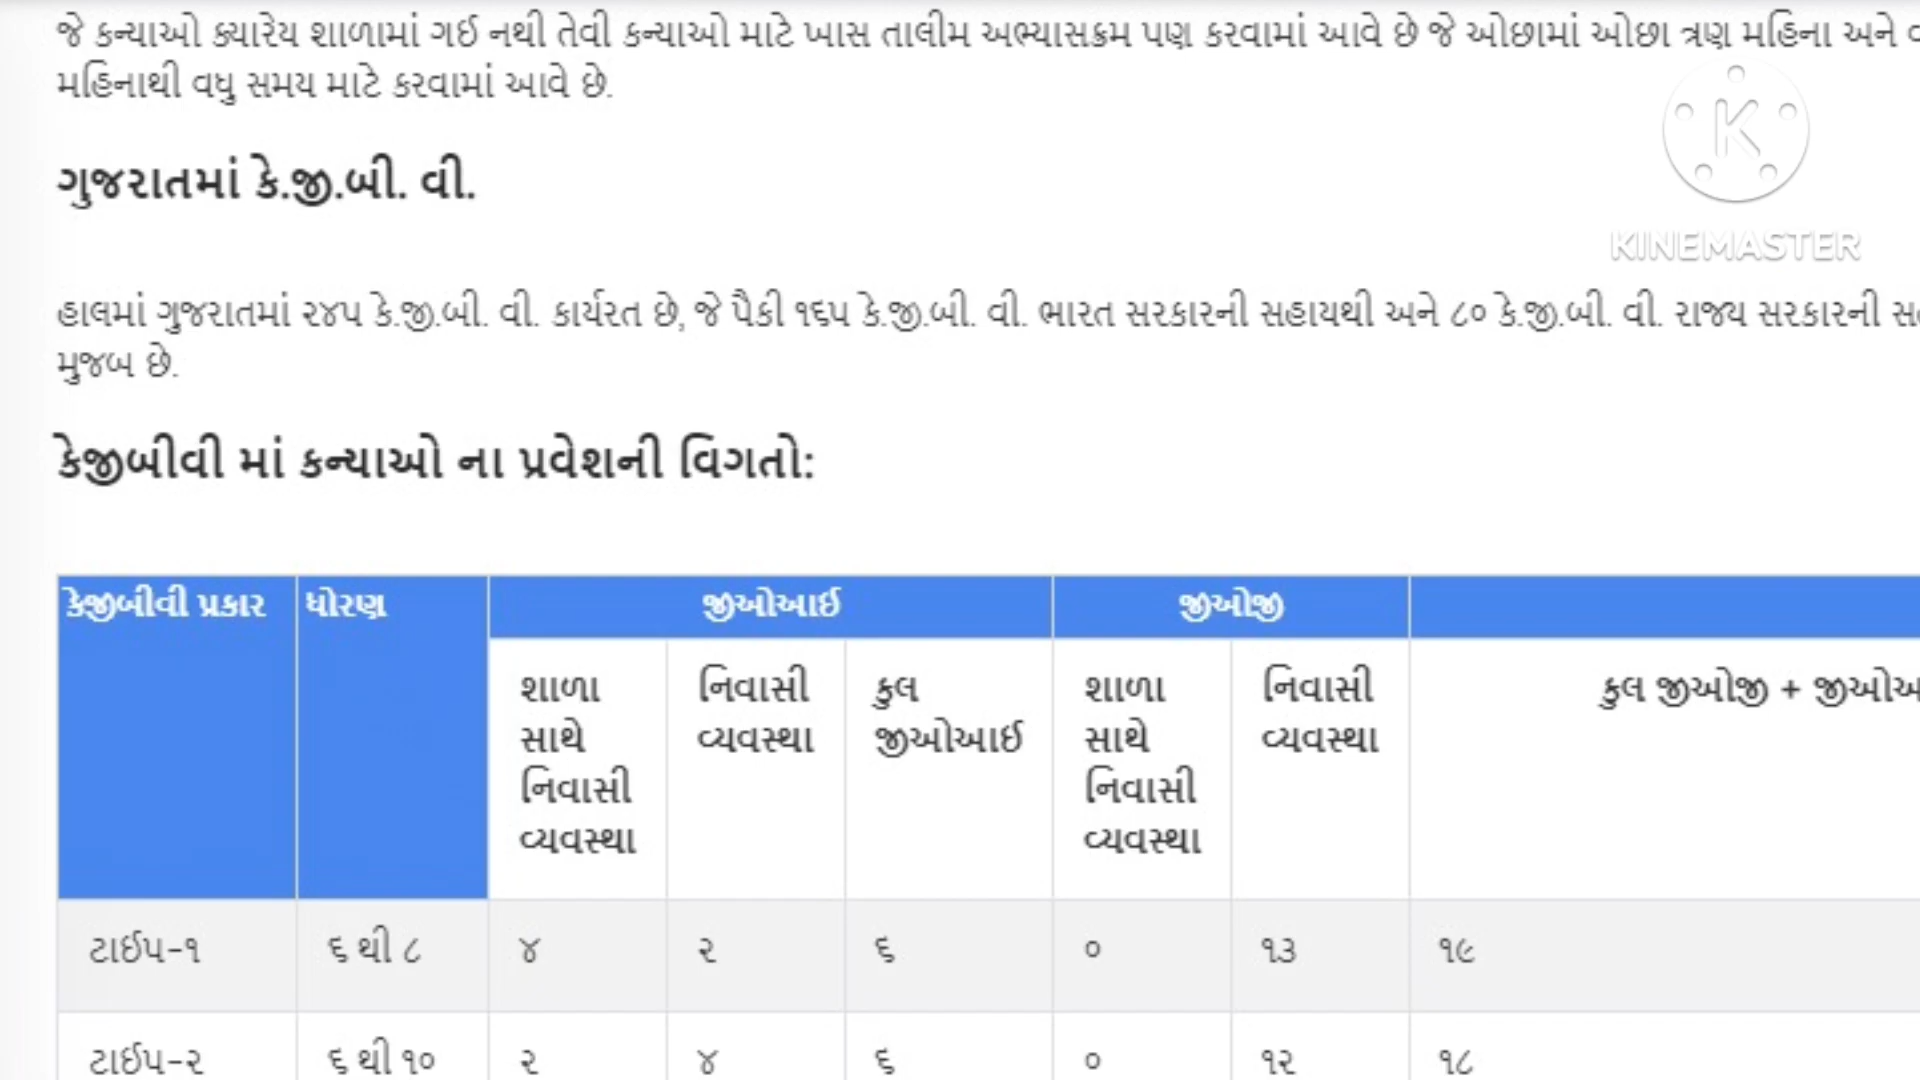 જે કન્યાઓ ક્યારેય શાળામાં ગઈ નથી તેવી કન્યાઓ માટે ખાસ તાલીમ અભ્યાસક્રમ પણ કરવામાં આવે છે જે ઓછામાં ઓછા ત્રણ મહિના અને
મહિનાથી વધુ સમય માટે કરવામાં આવે છે.
KINEMASTER
ગુજરાતમાં કે.જી.બી. વી.
હાલમાં ગુજરાતમાં ૨૪૫ કે.જી.બી. વી. કાર્યરત છે, જે પૈકી ૧૬૫ કે.જી.બી. વી. ભારત સરકારની સહાયથી અને ૮૦ કે.જી.બી. વી. રાજ્ય સરકારની
મુજબ છે.
કેજીબીવી માં કન્યાઓ ના પ્રવેશની વિગતો:
કેજીબીવી પ્રકાર ધોરણ જીઓઆઈ જીઓજી
શાળા નિવાસી કુલ શાળા નિવાસી કુલ જીઓજી +
સાથે વ્યવસ્થા જીઓઆઈ સાથે વ્યવસ્થા
નિવાસી નિવાસી
વ્યવસ્થા વ્યવસ્થા
ટાઈપ-૧ ૬ થી ૮ ૪ ૨ ૬ ૦ ૧૩ ૧૯
ટાઈપ-૨ ૬ થી ૧૦ ૨ ૪ ૬ ૦ ૧૨ ૧૮